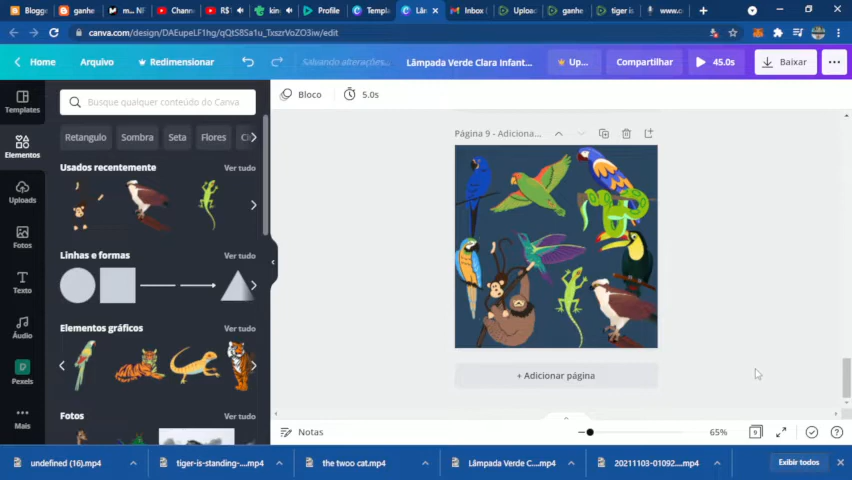 Blogge
ganhe
m... NF
Chann
R$1
kin
Profile
Templa
Lân
Inbox (
Upload
ganhe
tiger is
www.c
canva.com/design/DAEupeLF1hg/qQtS8Sa1u_TxszrVoZO3iw/edit
Home
Arquivo
Redimensionar
Salvando alterações...
Lâmpada Verde Clara Infant...
Up...
Compartilhar
45.0s
Baixar
Templates
Elementos
Uploads
Fotos
Texto
Áudio
Pexels
Mais
Busque qualquer conteúdo do Canva
Retangulo
Sombra
Seta
Flores
Usados recentemente
Ver tudo
Linhas e formas
Ver tudo
Elementos gráficos
Ver tudo
Fotos
Ver tudo
Bloco
5.0s
Página 9 - Adiciona...
+ Adicionar página
Notas
65%
9
undefined (16).mp4
tiger-is-standing-....mp4
the twoo cat.mp4
Lâmpada Verde C....mp4
20211103-01092....mp4
Exibir todos